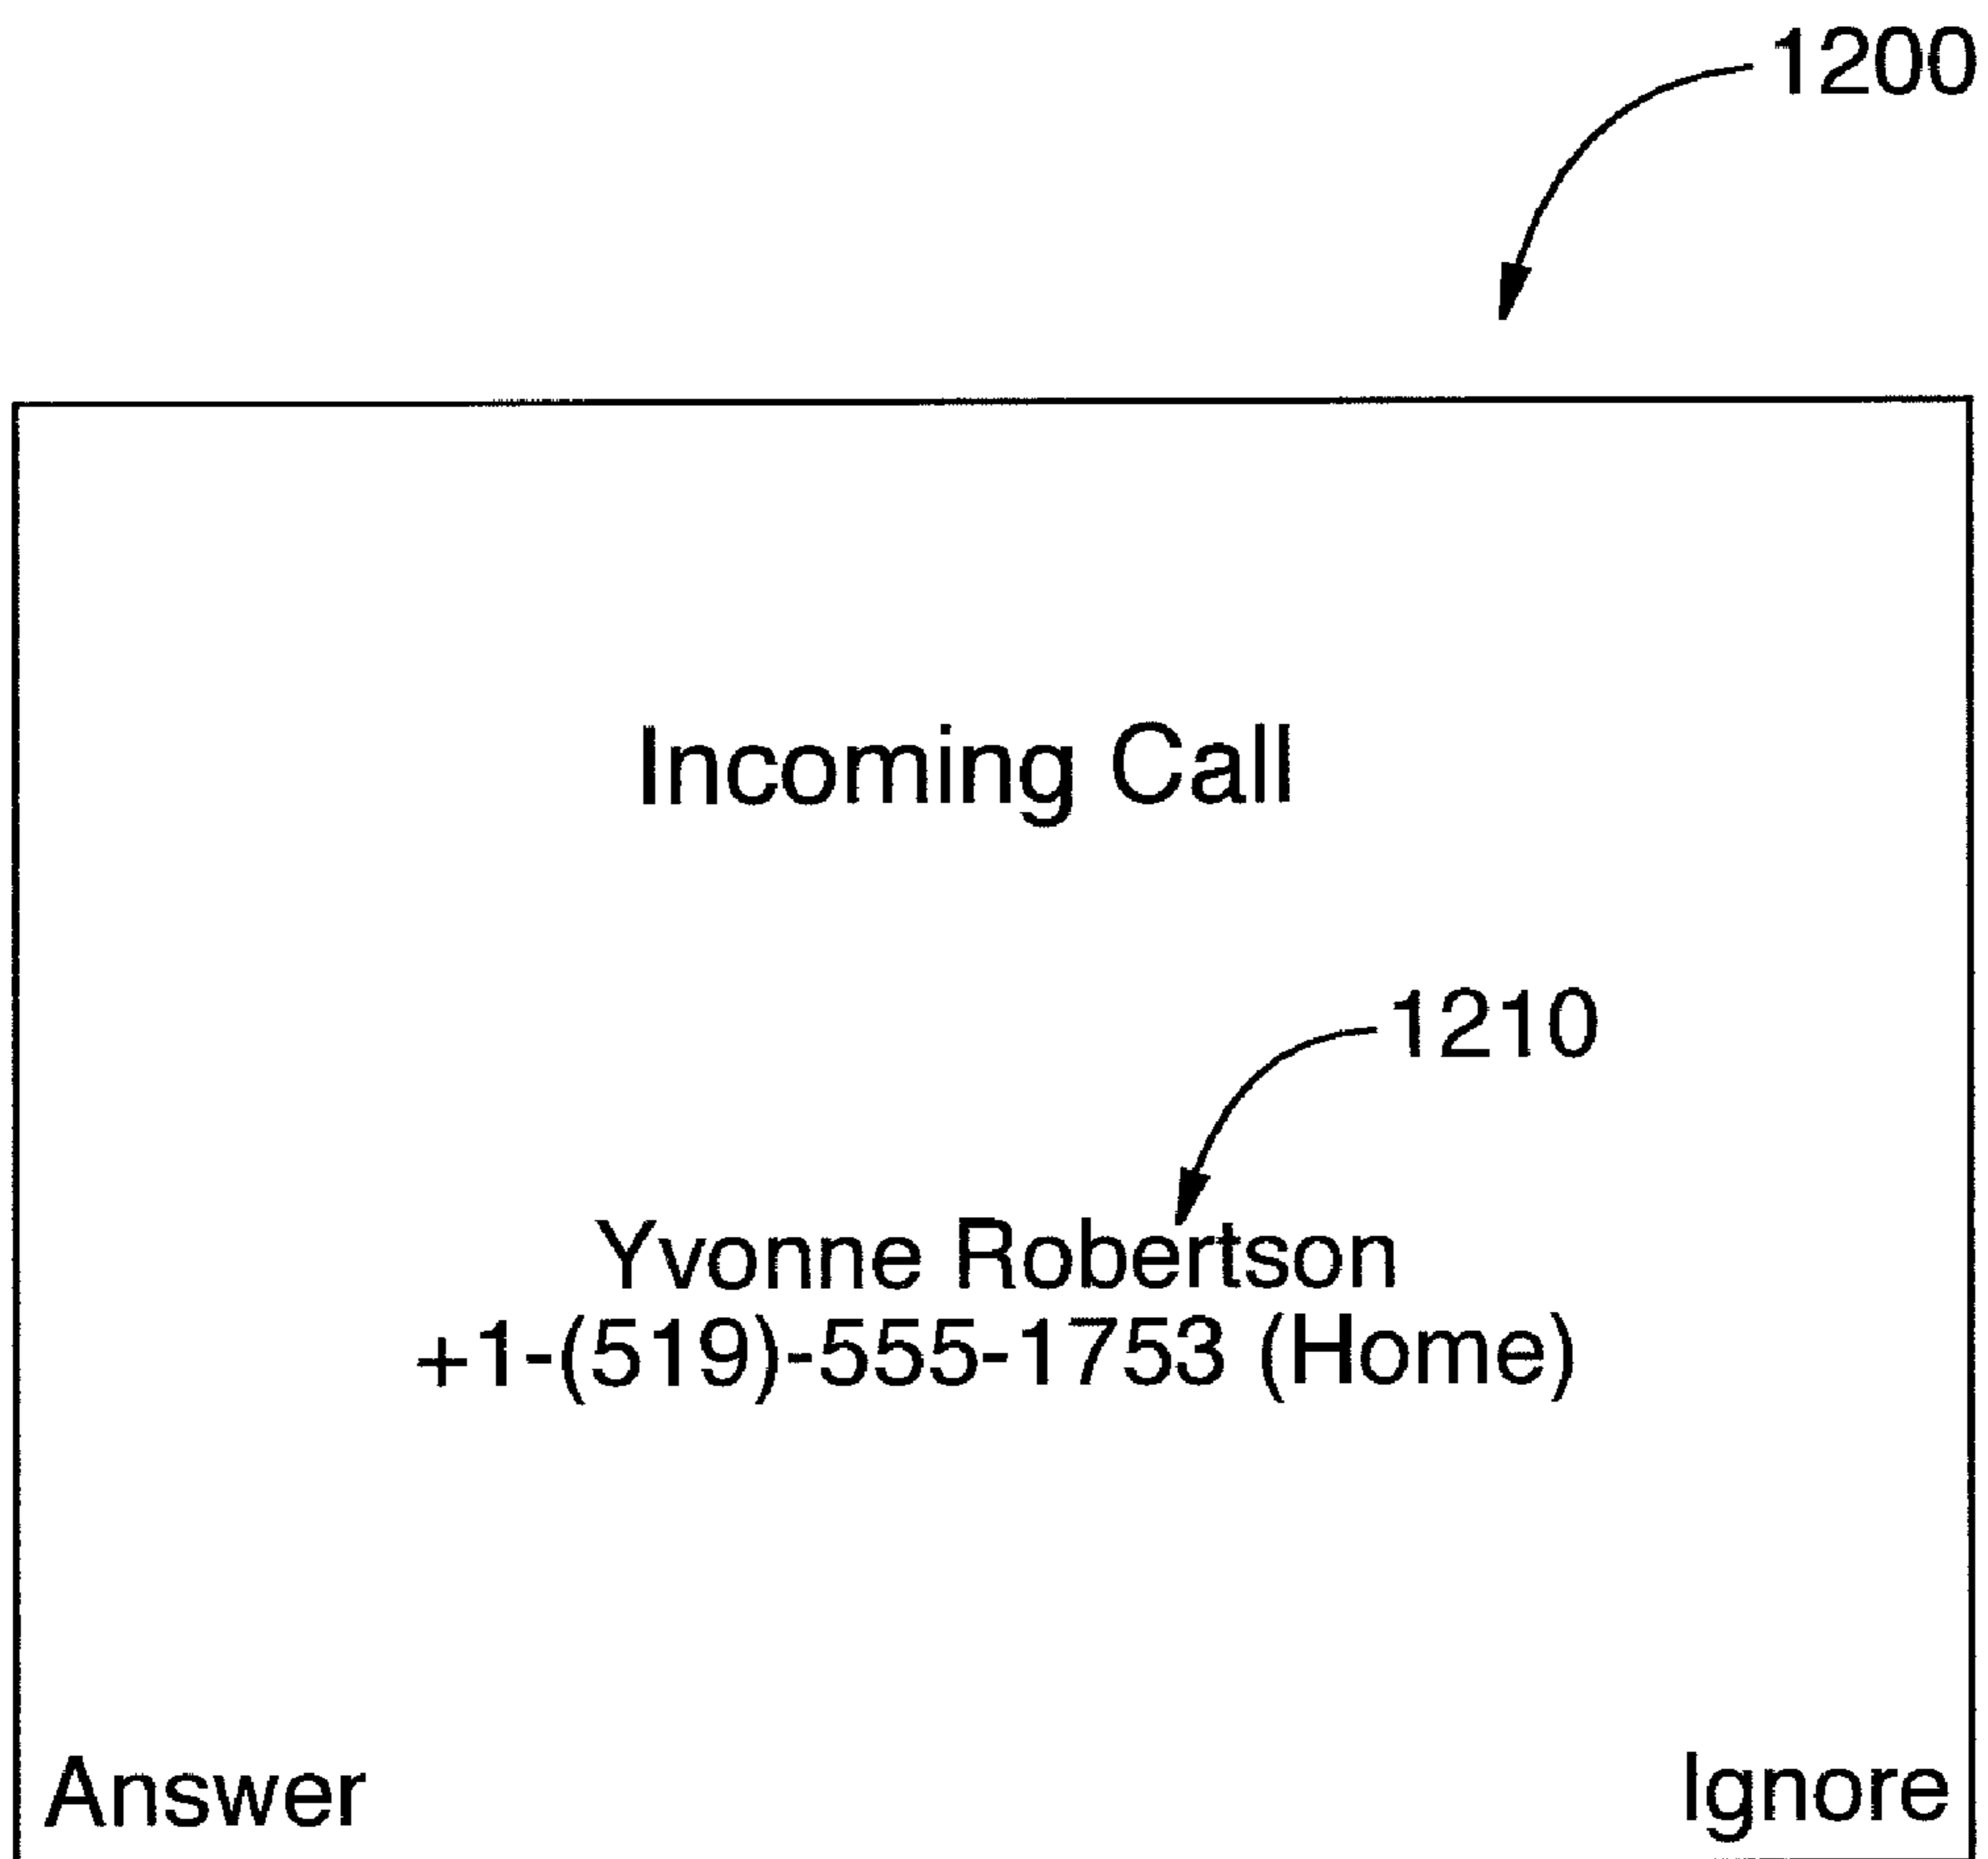 1200
Incoming Call
1210
Yvonne Robertson
+1-(519)-555-1753 (Home)
Answer
Ignore